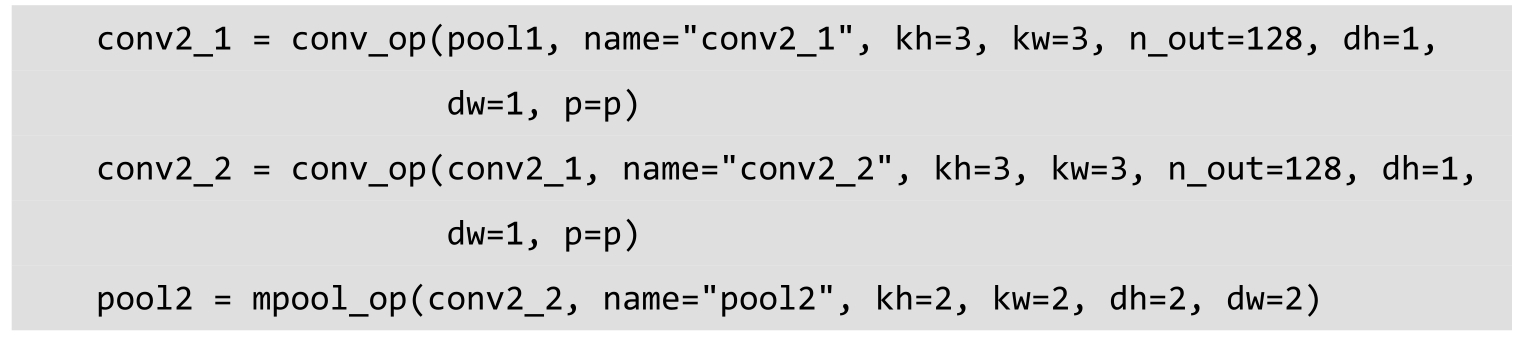 conv2_1 = conv_op(pool1, name="conv2_1", kh=3, kw=3, n_out=128, dh=1,
dw=1, p=p)
conv2_2 = conv_op(conv2_1, name="conv2_2", kh=3, kw=3, n_out=128, dh=1,
dw=1, p=p)
pool2 = mpool_op(conv2_2, name="pool2", kh=2, kw=2, dh=2, dw=2)